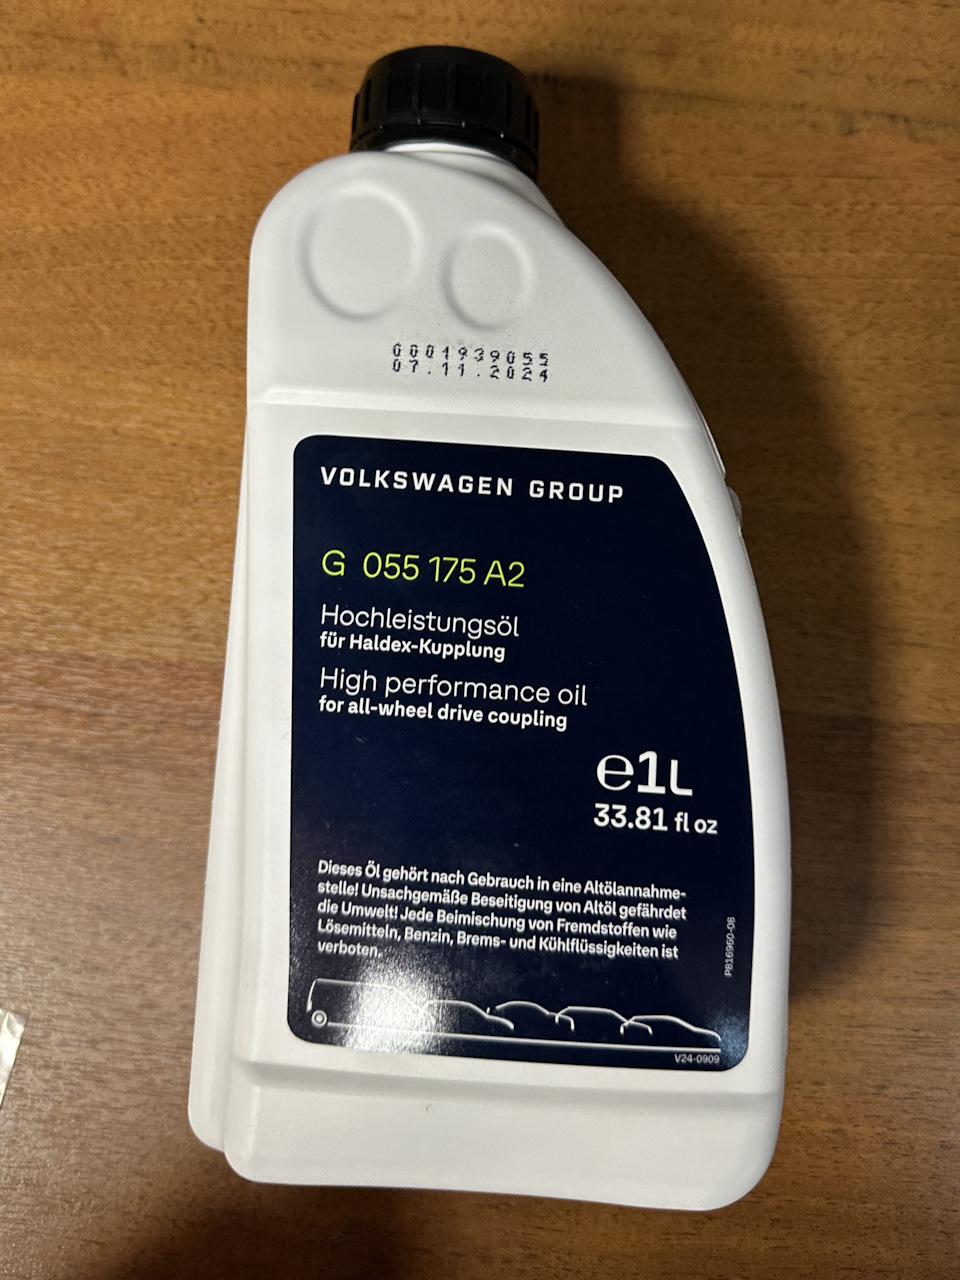 0001939055
07.11.2024
VOLKSWAGEN GROUP
G 055 175 A2
Hochleistungsöl
für Haldex-Kupplung
High performance oil
for all-wheel drive coupling
e1L
33.81 fl oz
Dieses Öl gehört nach Gebrauch in eine Altölannahme-
stelle! Unsachgemäße Beseitigung von Altöl gefährdet
die Umwelt! Jede Beimischung von Fremdstoffen wie
Lösemitteln, Benzin, Brems- und Kühlflüssigkeiten ist
verboten.
P816960-08
V24-0909